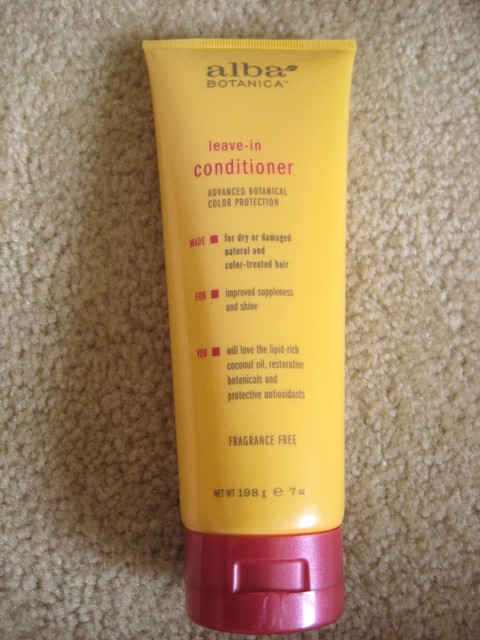 alba
BOTANICA™
leave-in
conditioner
ADVANCED BOTANICAL
COLOR PROTECTION
MADE for dry or damaged
natural and
color-treated hair
FOR improved suppleness
and shine
YOU will love the lipid-rich
coconut oil, restorative
botanicals and
protective antioxidants
FRAGRANCE FREE
NET WT 198 g ℮ 7 oz